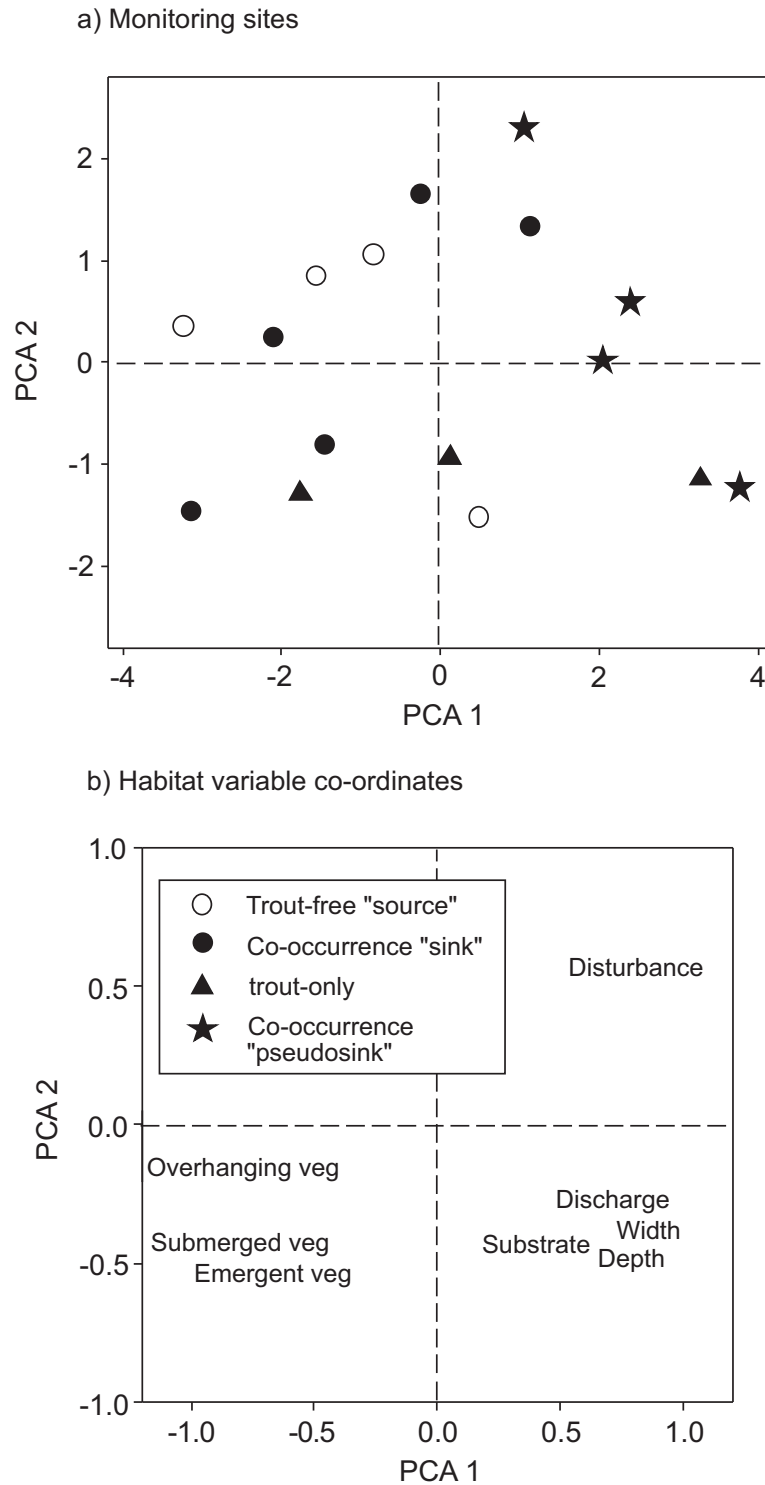 a) Monitoring sites
2
1
0
-1
-2
PCA 2
-4
-2
0
2
4
PCA 1
b) Habitat variable co-ordinates
1.0
0.5
0.0
-0.5
-1.0
PCA 2
Trout-free "source"
Co-occurrence "sink"
trout-only
Co-occurrence
"pseudosink"
Disturbance
Overhanging veg
Submerged veg
Emergent veg
Discharge
Width
Substrate
Depth
-1.0
-0.5
0.0
0.5
1.0
PCA 1